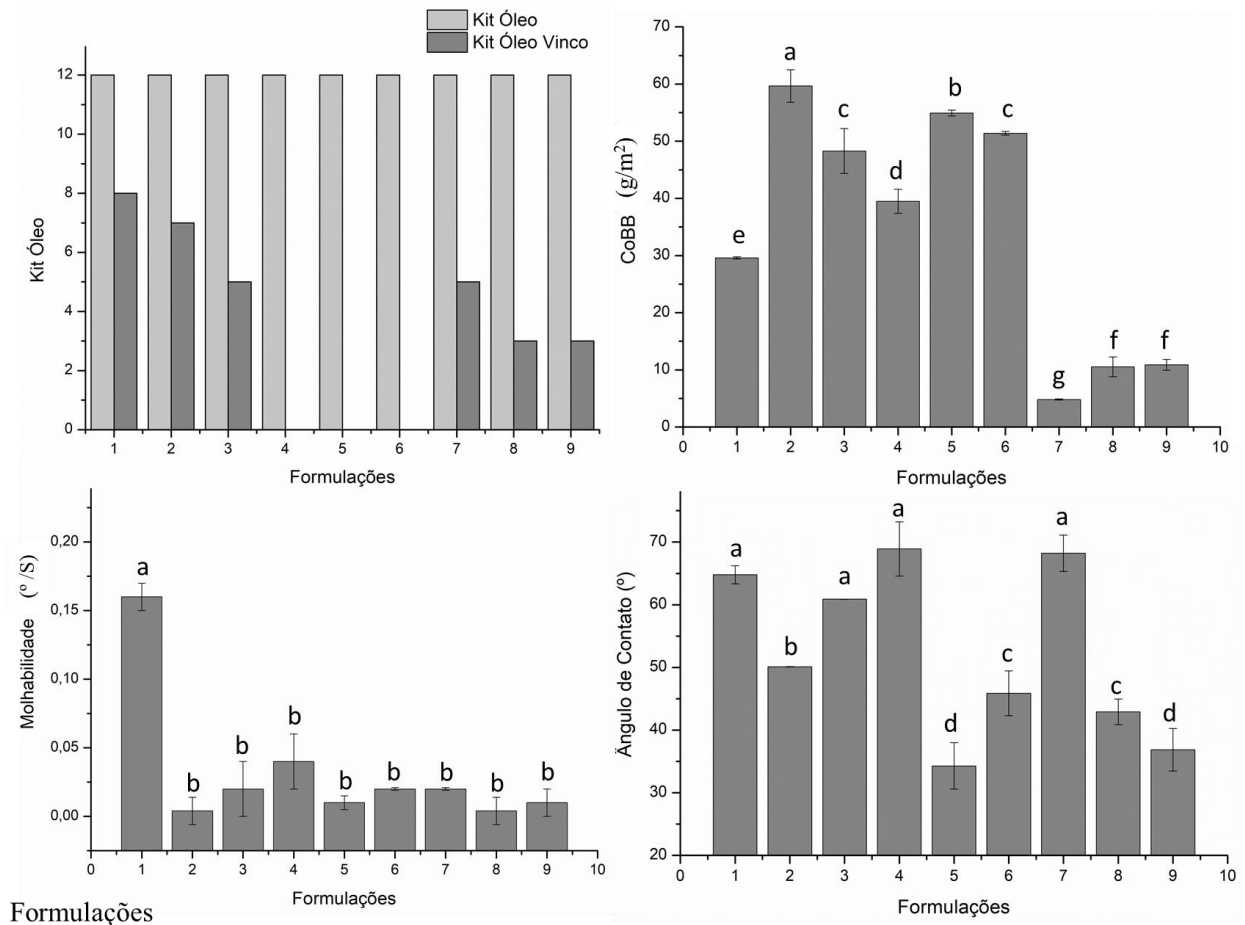 Kit Óleo
Kit Óleo Vinco
12
10
8
6
4
2
0
Kit Óleo
1 2 3 4 5 6 7 8 9
Formulações
70
60
50
40
30
20
10
0
CoBB (g/m²)
e a c d b c g f f
0 1 2 3 4 5 6 7 8 9 10
Formulações
0,20
0,15
0,10
0,05
0,00
Molhabilidade (º /S)
a b b b b b b b b
0 1 2 3 4 5 6 7 8 9 10
Formulações
70
60
50
40
30
20
Ângulo de Contato (º)
a b a a d c a c d
0 1 2 3 4 5 6 7 8 9 10
Formulações
Formulações